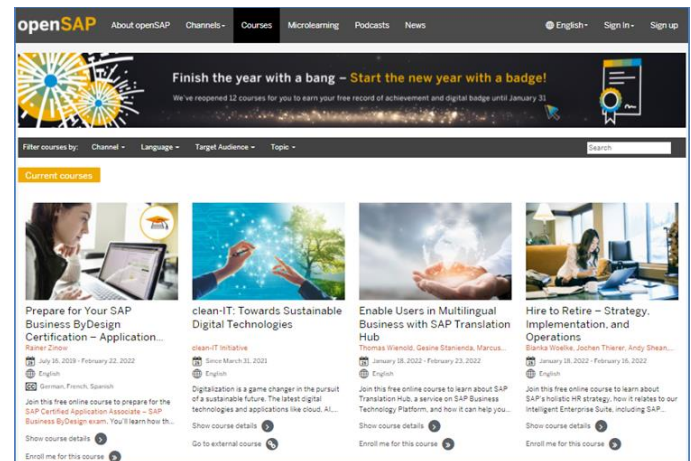 openSAP
About openSAP
Channels
Courses
Microlearning
Podcasts
News
English
Sign In
Sign up
Finish the year with a bang – Start the new year with a badge!
We've reopened 12 courses for you to earn your free record of achievement and digital badge until January 31
Filter courses by:
Channel
Language
Target Audience
Topic
Search
Current courses
Prepare for Your SAP
Business ByDesign
Certification – Application...
Rainer Zinow
July 16, 2019 - February 22, 2022
English
German, French, Spanish
Join this free online course to prepare for the
SAP Certified Application Associate – SAP
Business ByDesign exam. You'll learn how th...
Show course details
Enroll me for this course
clean-IT: Towards Sustainable
Digital Technologies
clean-IT Initiative
Since March 31, 2021
English
Digitalization is a game changer in the pursuit
of a sustainable future. The latest digital
technologies and applications like cloud, AI,...
Show course details
Go to external course
Enable Users in Multilingual
Business with SAP Translation
Hub
Thomas Wienold, Gesine Stanienda, Marcus...
January 18, 2022 - February 23, 2022
English
Join this free online course to learn about SAP
Translation Hub, a service on SAP Business
Technology Platform, and how it can help you...
Show course details
Enroll me for this course
Hire to Retire – Strategy,
Implementation, and
Operations
Bianka Woelke, Jochen Thierer, Andy Shean,...
January 18, 2022 - February 16, 2022
English
Join this free online course to learn about
SAP's holistic HR strategy, how it relates to our
Intelligent Enterprise Suite, including SAP...
Show course details
Enroll me for this course